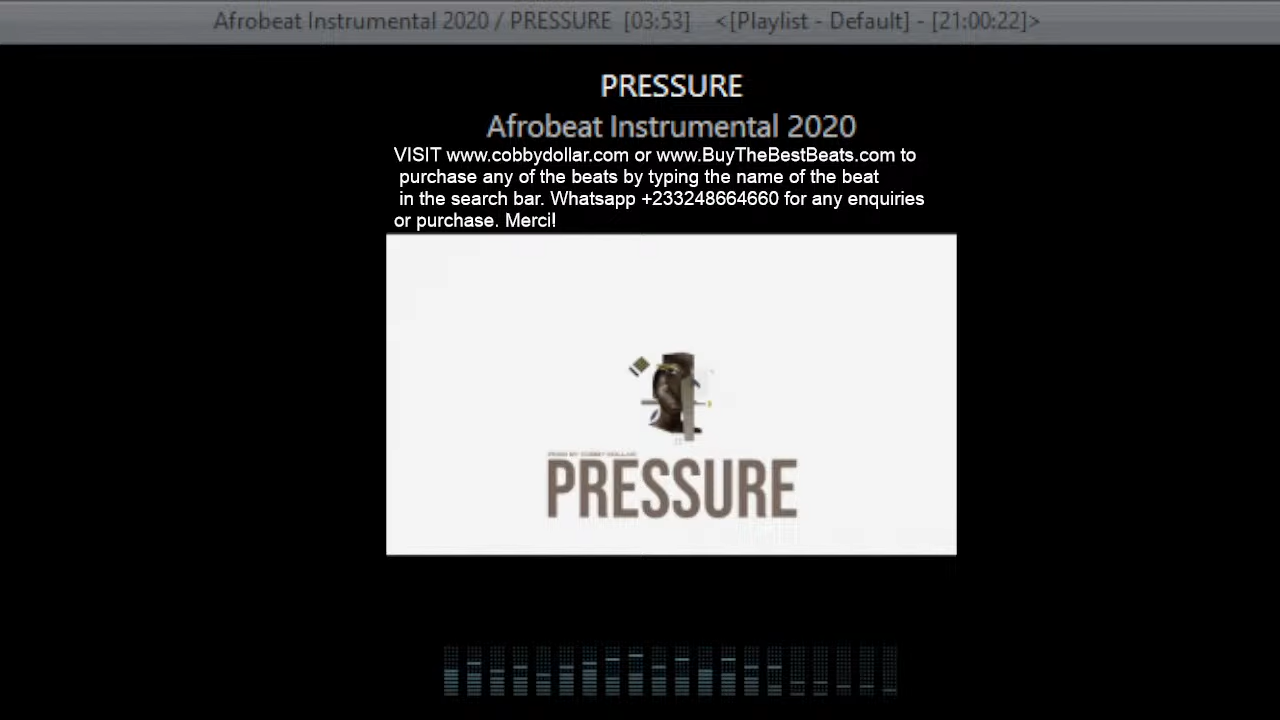 Afrobeat Instrumental 2020 / PRESSURE [03:53] <[Playlist - Default] - [21:00:22]>
PRESSURE
Afrobeat Instrumental 2020
VISIT www.cobbydollar.com or www.BuyTheBestBeats.com to
purchase any of the beats by typing the name of the beat
in the search bar. Whatsapp +233248664660 for any enquiries
or purchase. Merci!
PRESSURE